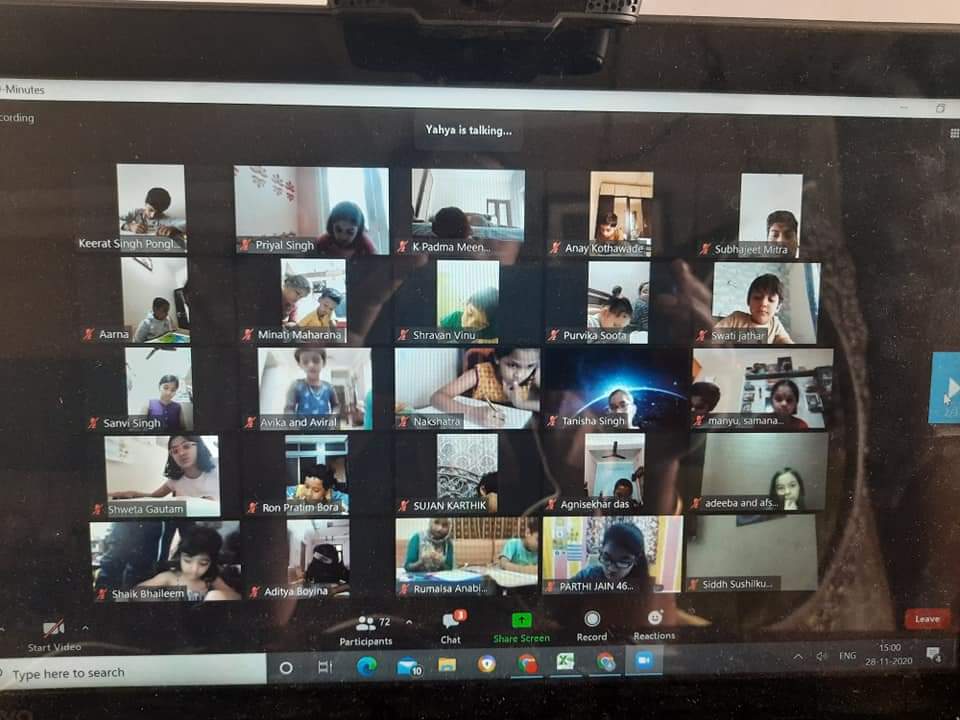 -Minutes
cording
Yahya is talking...
Keerat Singh Pongl...
Priyal Singh
K Padma Meen...
Anay Kothawade
Subhajeet Mitra
Aarna
Minati Maharana
Shravan Vinu
Purvika Soofa
Swati jathar
Sanvi Singh
Avika and Aviral
Nakshatra
Tanisha Singh
manyu, samana...
Shweta Gautam
Ron Pratim Bora
SUJAN KARTHIK
Agnisekhar das
adeeba and afs...
Shaik Bhaileem
Aditya Boyina
Rumaisa Anabi...
PARTHI JAIN 46...
Siddh Sushilku...
2/3
Start Video
72
Participants
3
Chat
Share Screen
Record
Reactions
Leave
Type here to search
10
ENG
15:00
28-11-2020
4